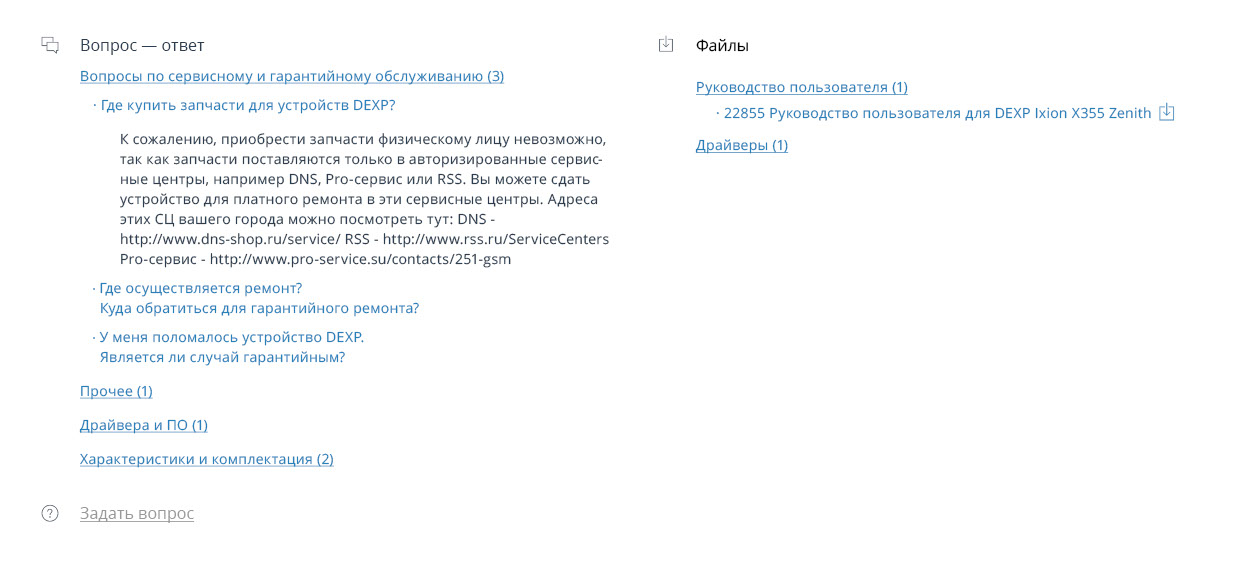 Вопрос — ответ
Вопросы по сервисному и гарантийному обслуживанию (3)
· Где купить запчасти для устройств DEXP?
К сожалению, приобрести запчасти физическому лицу невозможно,
так как запчасти поставляются только в авторизированные сервис-
ные центры, например DNS, Pro-сервис или RSS. Вы можете сдать
устройство для платного ремонта в эти сервисные центры. Адреса
этих СЦ вашего города можно посмотреть тут: DNS -
http://www.dns-shop.ru/service/ RSS - http://www.rss.ru/ServiceCenters
Pro-сервис - http://www.pro-service.su/contacts/251-gsm
· Где осуществляется ремонт?
Куда обратиться для гарантийного ремонта?
· У меня поломалось устройство DEXP.
Является ли случай гарантийным?
Прочее (1)
Драйвера и ПО (1)
Характеристики и комплектация (2)
Задать вопрос
Файлы
Руководство пользователя (1)
· 22855 Руководство пользователя для DEXP Ixion X355 Zenith
Драйверы (1)